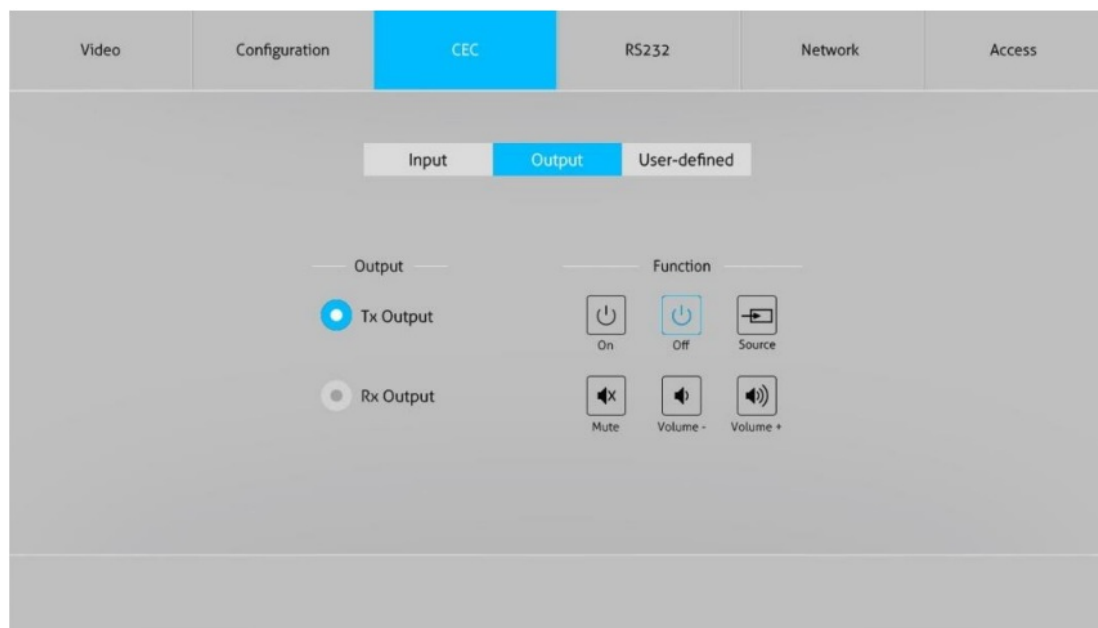 Video Configuration CEC RS232 Network Access
Input Output User-defined
Output Function
Tx Output
On Off Source
Rx Output
Mute Volume - Volume +